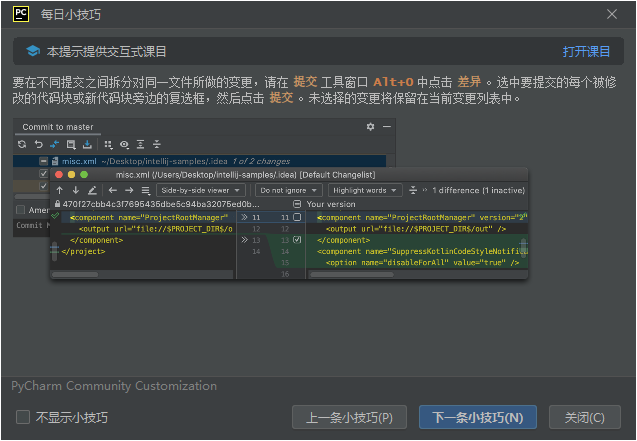 PC
每日小技巧
本提示提供交互式课目
打开课目
要在不同提交之间拆分对同一文件所做的变更，请在 提交 工具窗口 Alt+0 中点击 差异 。选中要提交的每个被修
改的代码块或新代码块旁边的复选框，然后点击 提交 。未选择的变更将保留在当前变更列表中。
Commit to master
misc.xml ~/Desktop/intellij-samples/.idea 1 of 2 changes
misc.xml (/Users/Desktop/intellij-samples/.idea) [Default Changelist]
Side-by-side viewer
Do not ignore
Highlight words
1 difference (1 inactive)
470f27cbb4c3f7695435dbe5c94ba32075ed0b...
Your version
<component name="ProjectRootManager" 11 11 <component name="ProjectRootManager" version="2"
<output url="file://$PROJECT_DIR$/o 12 12 <output url="file://$PROJECT_DIR$/out" />
</component> 13 13 </component>
</project> 14 14 <component name="SuppressKotlinCodeStyleNotifi
15 <option name="disableForAll" value="true" />
16
Amen
Commit M
PyCharm Community Customization
不显示小技巧
上一条小技巧(P)
下一条小技巧(N)
关闭(C)